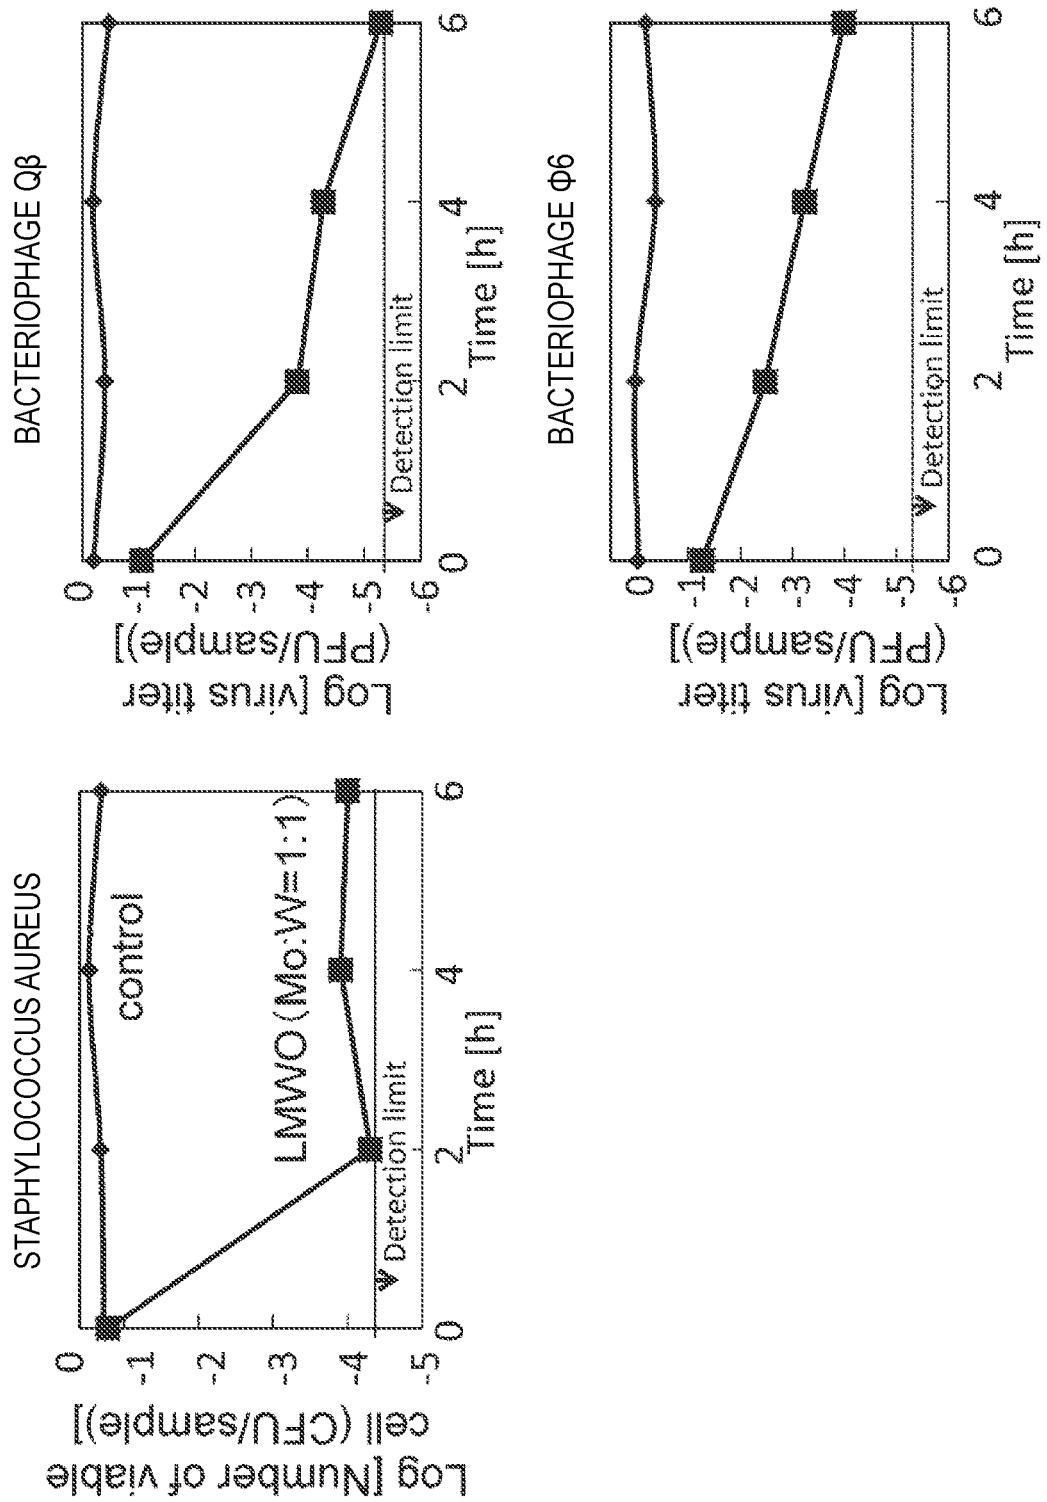 STAPHYLOCOCCUS AUREUS
Log [Number of viable
cell (CFU/sample)]
0
-1
-2
-3
-4
-5
control
LMWO (Mo:W=1:1)
Detection limit
0
2
4
6
Time [h]
BACTERIOPHAGE Qβ
Log [virus titer
(PFU/sample)]
0
-1
-2
-3
-4
-5
-6
Detection limit
0
2
4
6
Time [h]
BACTERIOPHAGE Φ6
Log [virus titer
(PFU/sample)]
0
-1
-2
-3
-4
-5
-6
Detection limit
0
2
4
6
Time [h]